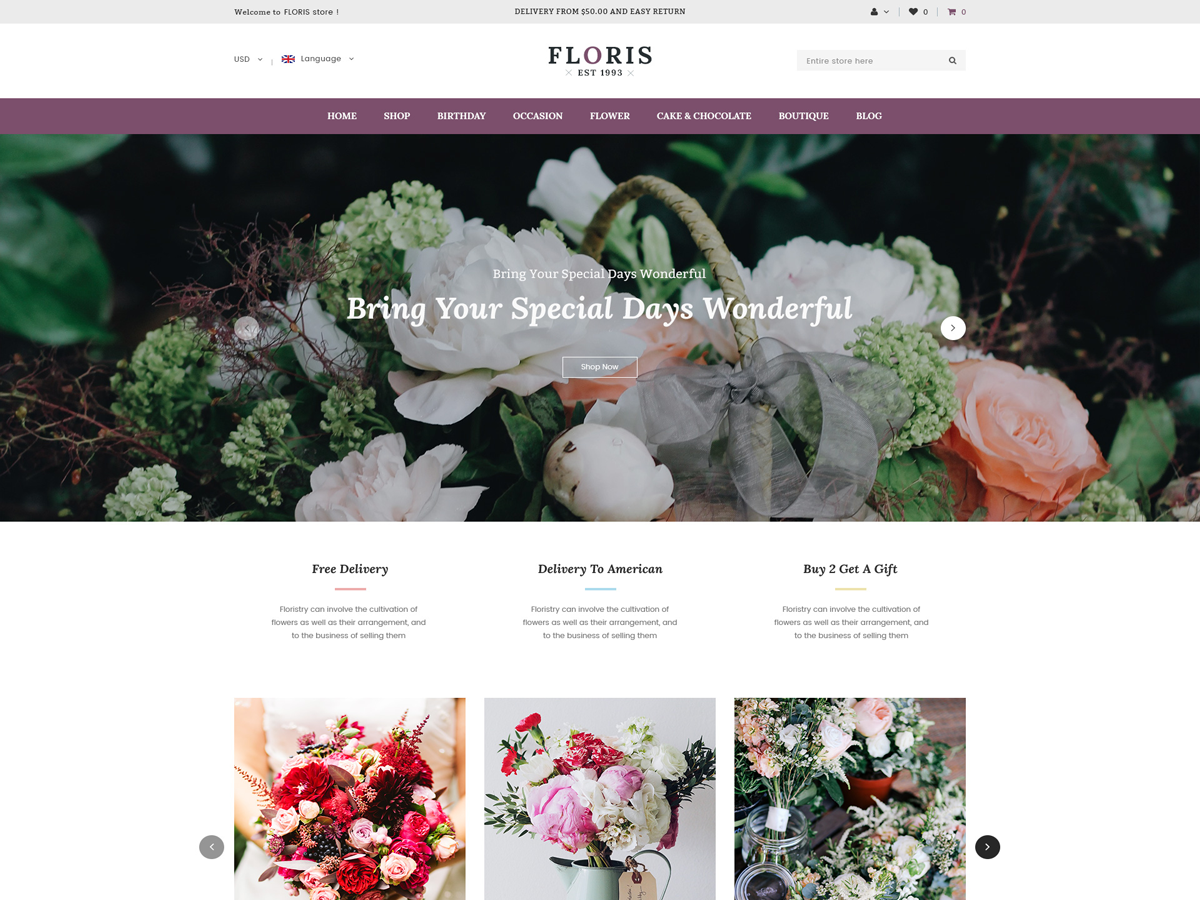 Welcome to FLORIS store !
DELIVERY FROM $50.00 AND EASY RETURN
0
0
USD
Language
FLORIS
EST 1993
Entire store here
HOME SHOP BIRTHDAY OCCASION FLOWER CAKE & CHOCOLATE BOUTIQUE BLOG
Bring Your Special Days Wonderful
Bring Your Special Days Wonderful
Shop Now
Free Delivery
Floristry can involve the cultivation of
flowers as well as their arrangement, and
to the business of selling them
Delivery To American
Floristry can involve the cultivation of
flowers as well as their arrangement, and
to the business of selling them
Buy 2 Get A Gift
Floristry can involve the cultivation of
flowers as well as their arrangement, and
to the business of selling them